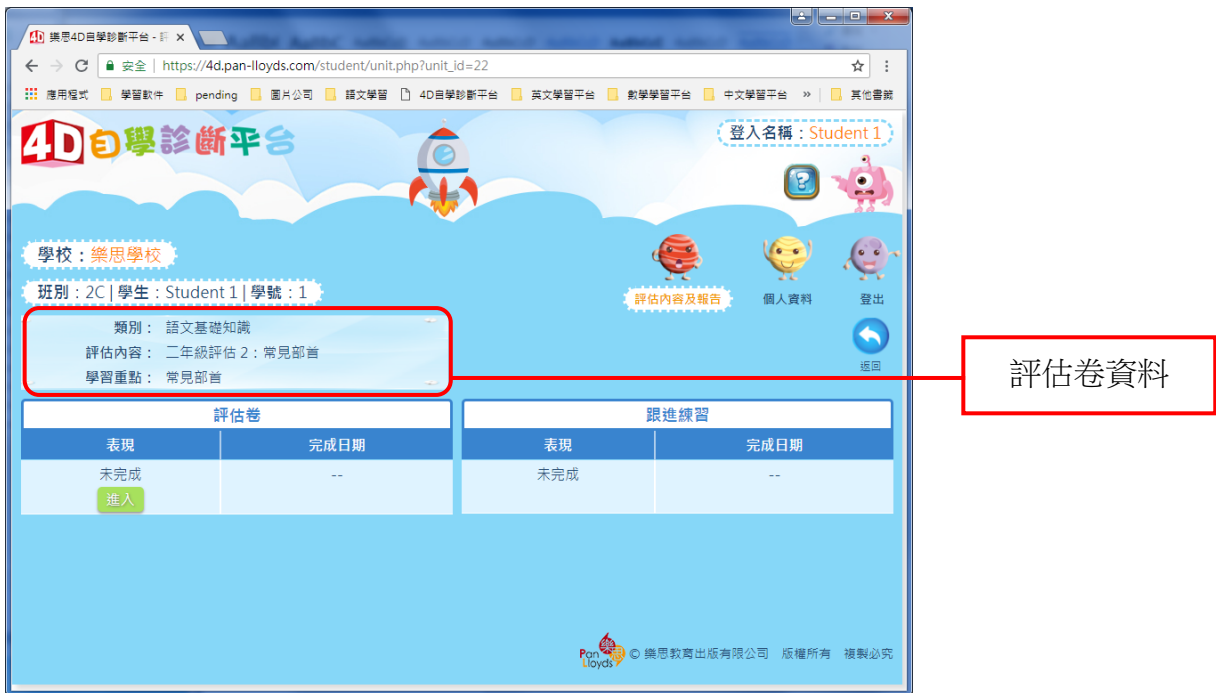 樂思4D自學診斷平台 - 評
安全 | https://4d.pan-lloyds.com/student/unit.php?unit_id=22
應用程式 學習軟件 pending 圖片公司 語文學習 4D自學診斷平台 英文學習平台 數學學習平台 中文學習平台 » 其他書籤
4D自學診斷平台
登入名稱：Student 1
學校：樂思學校
班別：2C | 學生：Student 1 | 學號：1
評估內容及報告 個人資料 登出
類別： 語文基礎知識
評估內容： 二年級評估 2：常見部首
學習重點： 常見部首
返回
評估卷資料
評估卷 跟進練習
表現 完成日期 表現 完成日期
未完成 -- 未完成 --
進入
Pan Lloyds 樂思 © 樂思教育出版有限公司 版權所有 複製必究